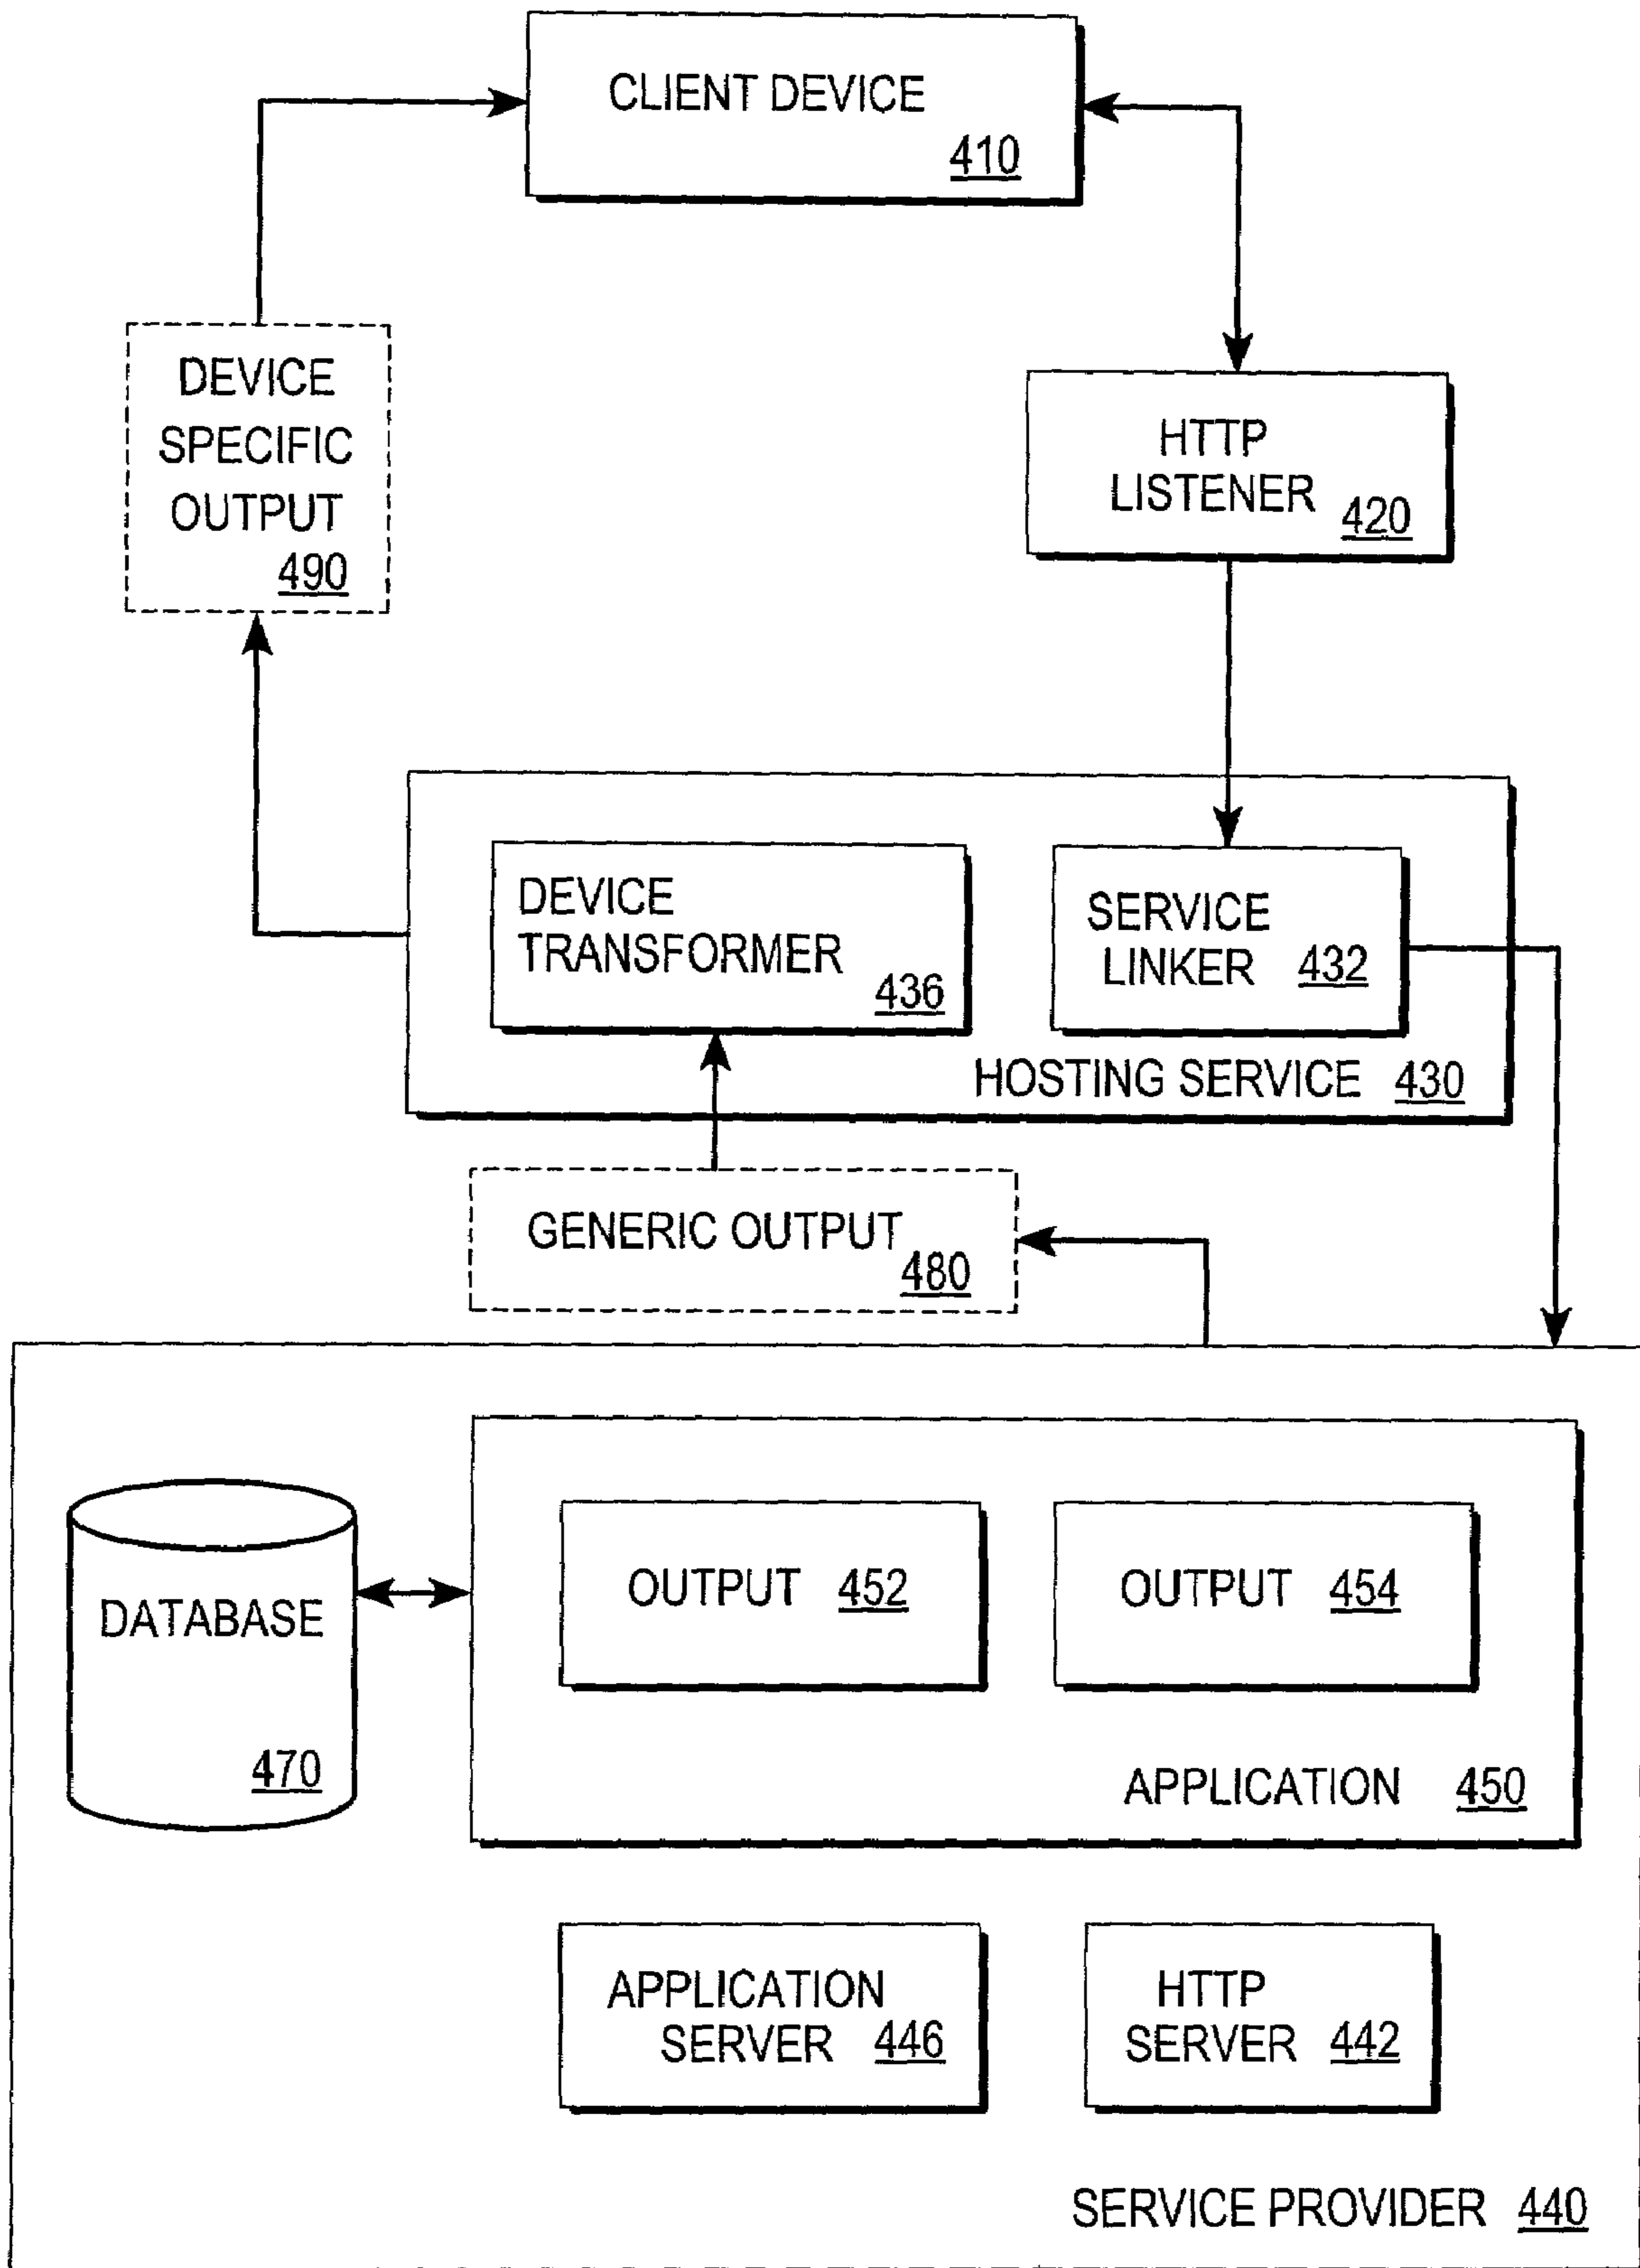 CLIENT DEVICE
410
DEVICE
SPECIFIC
OUTPUT
490
HTTP
LISTENER 420
DEVICE
TRANSFORMER
436
SERVICE
LINKER 432
HOSTING SERVICE 430
GENERIC OUTPUT
480
DATABASE
470
OUTPUT 452
OUTPUT 454
APPLICATION 450
APPLICATION
SERVER 446
HTTP
SERVER 442
SERVICE PROVIDER 440